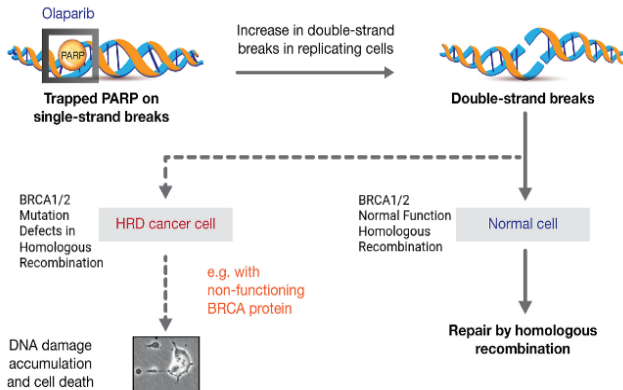 Olaparib
PARP
Trapped PARP on
single-strand breaks
Increase in double-strand
breaks in replicating cells
Double-strand breaks
BRCA1/2
Mutation
Defects in
Homologous
Recombination
HRD cancer cell
BRCA1/2
Normal Function
Homologous
Recombination
Normal cell
e.g. with
non-functioning
BRCA protein
DNA damage
accumulation
and cell death
Repair by homologous
recombination